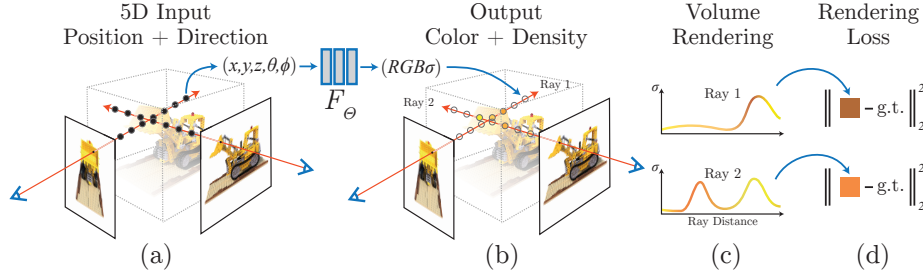 5D Input
Position + Direction
Output
Color + Density
Volume
Rendering
Rendering
Loss
(x,y,z,θ,ϕ)
F_Θ
(RGBσ)
Ray 1
Ray 2
σ
Ray 1
σ
Ray 2
Ray Distance
‖ - g.t. ‖ 2 2
‖ - g.t. ‖ 2 2
(a)
(b)
(c)
(d)